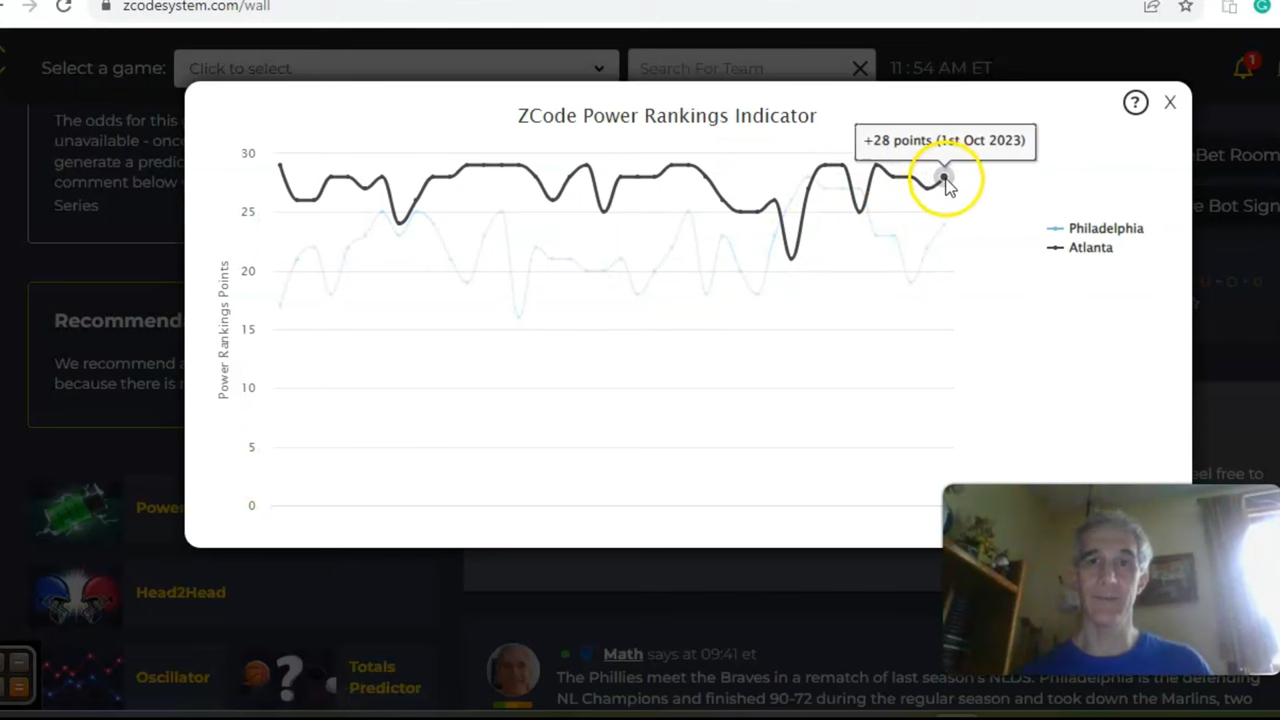 zcodesystem.com/wall
Select a game:
Click to select
Search For Team
11:54 AM ET
1
The odds for this
unavailable - once
generate a predic
comment below
Series
ZCode Power Rankings Indicator
?
X
+28 points (1st Oct 2023)
30
25
20
15
10
5
0
Power Rankings Points
Philadelphia
Atlanta
Bet Room
e Bot Sign
Recommend
We recommend a
because there is
eel free to
Power
Head2Head
Oscillator
?
Totals
Predictor
Math says at 09:41 et
The Phillies meet the Braves in a rematch of last season's NLDS. Philadelphia is the defending
NL Champions and finished 90-72 during the regular season and took down the Marlins, two